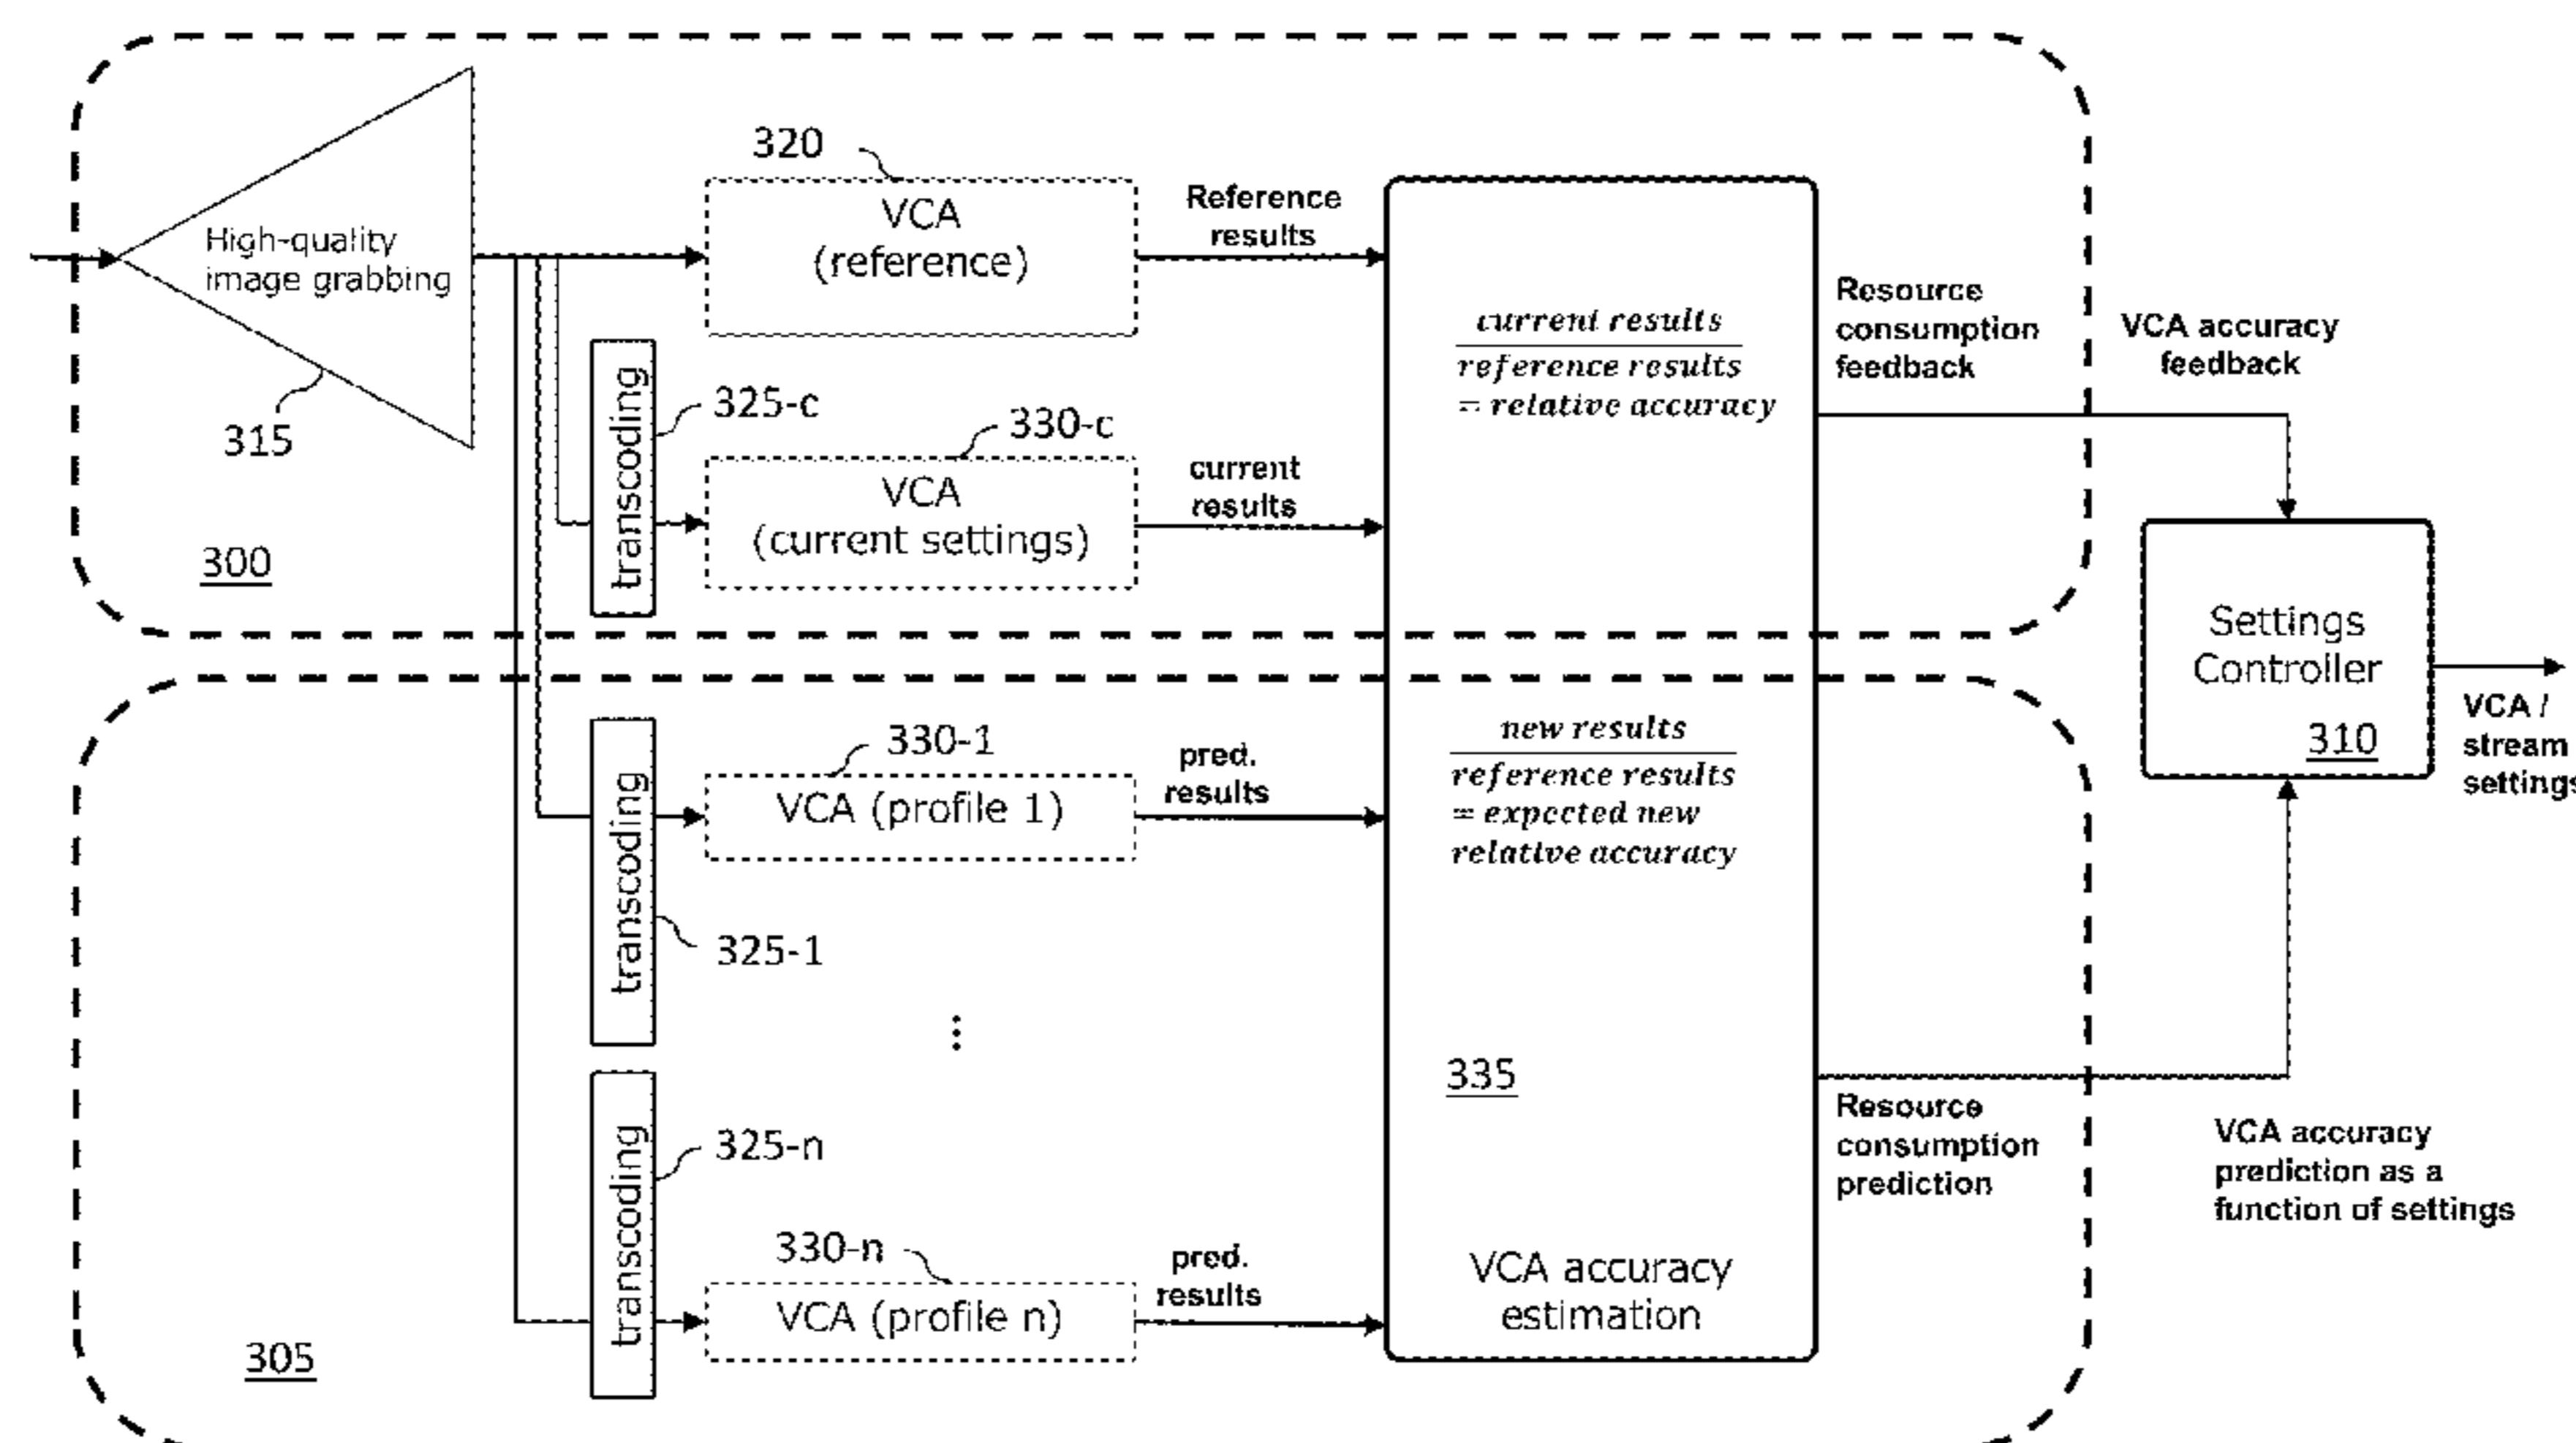 High-quality
image grabbing
315
300
320
VCA
(reference)
Reference
results
transcoding
325-c
330-c
VCA
(current settings)
current
results
current results
reference results
= relative accuracy
Resource
consumption
feedback
VCA accuracy
feedback
Settings
Controller
310
VCA /
stream
settings
transcoding
330-1
VCA (profile 1)
325-1
pred.
results
new results
reference results
= expected new
relative accuracy
⋮
335
transcoding
325-n
330-n
VCA (profile n)
pred.
results
VCA accuracy
estimation
Resource
consumption
prediction
VCA accuracy
prediction as a
function of settings
305